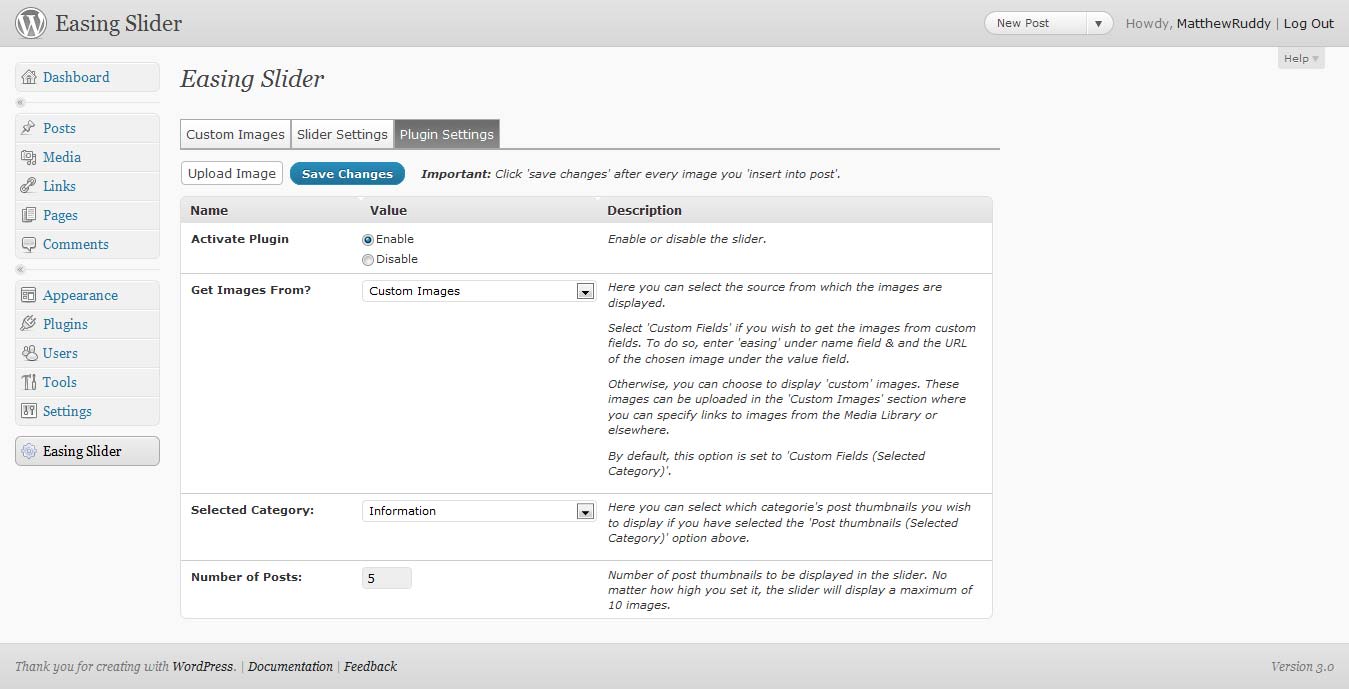 Easing Slider
New Post
Howdy, MatthewRuddy | Log Out
Help
Dashboard
Posts
Media
Links
Pages
Comments
Appearance
Plugins
Users
Tools
Settings
Easing Slider
Easing Slider
Custom Images
Slider Settings
Plugin Settings
Upload Image
Save Changes
Important: Click 'save changes' after every image you 'insert into post'.
Name Value Description
Activate Plugin
Enable
Disable
Enable or disable the slider.
Get Images From?
Custom Images
Here you can select the source from which the images are
displayed.
Select 'Custom Fields' if you wish to get the images from custom
fields. To do so, enter 'easing' under name field & and the URL
of the chosen image under the value field.
Otherwise, you can choose to display 'custom' images. These
images can be uploaded in the 'Custom Images' section where
you can specify links to images from the Media Library or
elsewhere.
By default, this option is set to 'Custom Fields (Selected
Category)'.
Selected Category:
Information
Here you can select which categorie's post thumbnails you wish
to display if you have selected the 'Post thumbnails (Selected
Category)' option above.
Number of Posts:
5
Number of post thumbnails to be displayed in the slider. No
matter how high you set it, the slider will display a maximum of
10 images.
Thank you for creating with WordPress. | Documentation | Feedback
Version 3.0